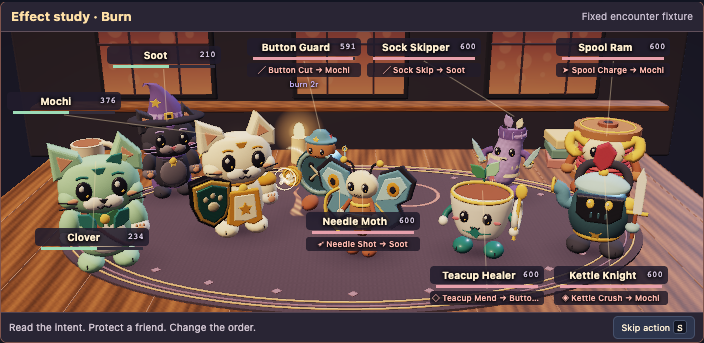 Effect study · Burn
Fixed encounter fixture
Soot 210
Button Guard 591
Button Cut → Mochi
burn 2r
Sock Skipper 600
Sock Skip → Soot
Spool Ram 600
Spool Charge → Mochi
Mochi 376
Clover 234
Needle Moth 600
Needle Shot → Soot
Teacup Healer 600
Teacup Mend → Butto...
Kettle Knight 600
Kettle Crush → Mochi
Read the intent. Protect a friend. Change the order.
Skip action S